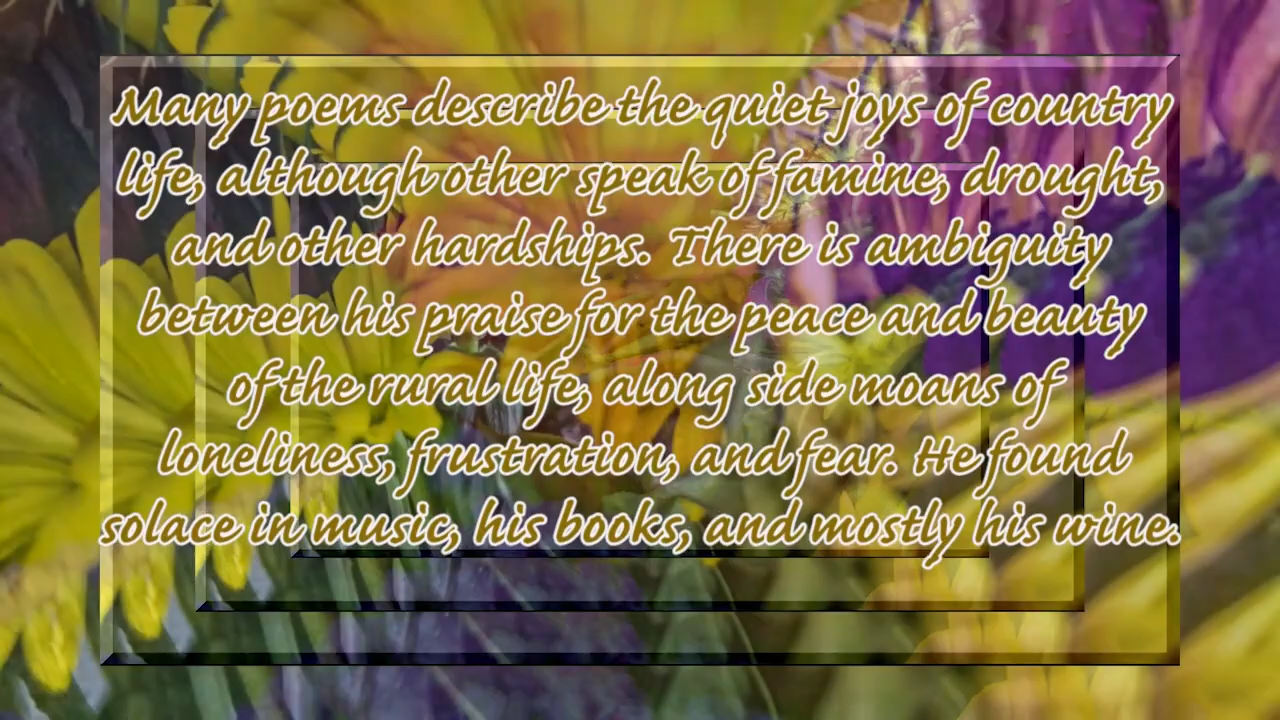 Many poems describe the quiet joys of country
life, although other speak of famine, drought,
and other hardships. There is ambiguity
between his praise for the peace and beauty
of the rural life, along side moans of
loneliness, frustration, and fear. He found
solace in music, his books, and mostly his wine.